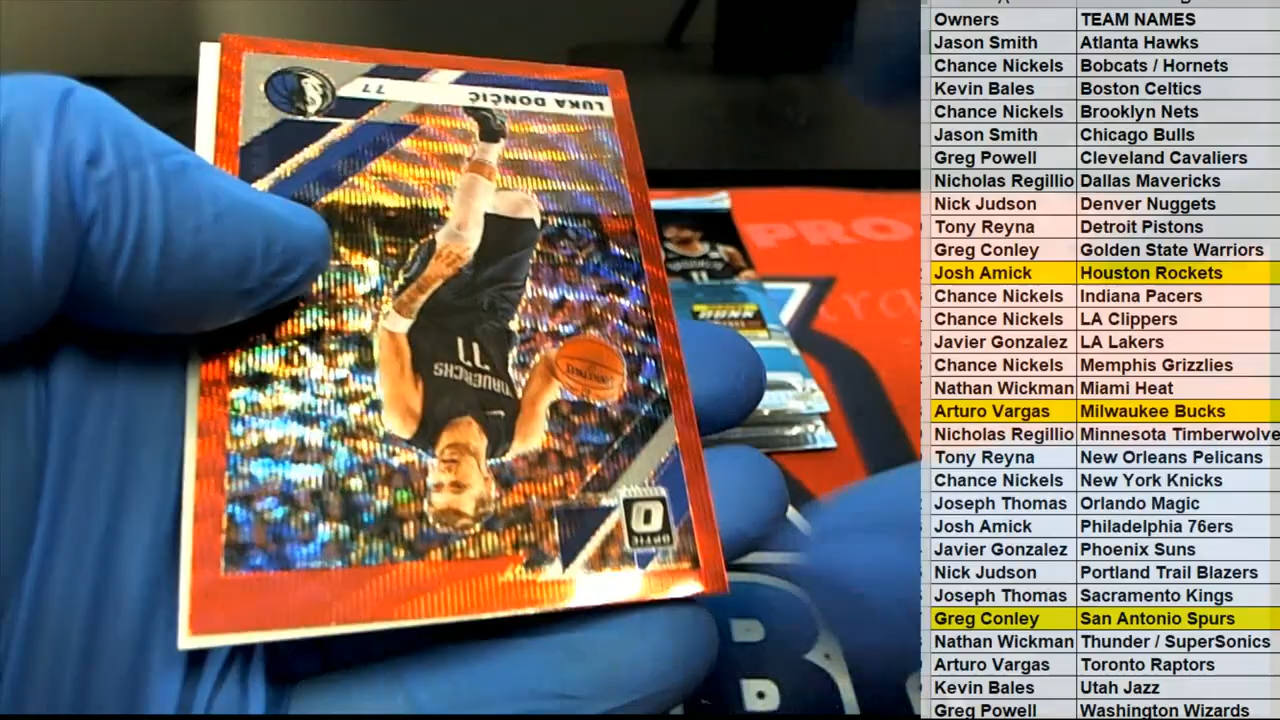 LUKA DONČIĆ
77
77
MAVERICKS
OPTIC
PRO
B
Owners TEAM NAMES
Jason Smith Atlanta Hawks
Chance Nickels Bobcats / Hornets
Kevin Bales Boston Celtics
Chance Nickels Brooklyn Nets
Jason Smith Chicago Bulls
Greg Powell Cleveland Cavaliers
Nicholas Regillio Dallas Mavericks
Nick Judson Denver Nuggets
Tony Reyna Detroit Pistons
Greg Conley Golden State Warriors
Josh Amick Houston Rockets
Chance Nickels Indiana Pacers
Chance Nickels LA Clippers
Javier Gonzalez LA Lakers
Chance Nickels Memphis Grizzlies
Nathan Wickman Miami Heat
Arturo Vargas Milwaukee Bucks
Nicholas Regillio Minnesota Timberwolve
Tony Reyna New Orleans Pelicans
Chance Nickels New York Knicks
Joseph Thomas Orlando Magic
Josh Amick Philadelphia 76ers
Javier Gonzalez Phoenix Suns
Nick Judson Portland Trail Blazers
Joseph Thomas Sacramento Kings
Greg Conley San Antonio Spurs
Nathan Wickman Thunder / SuperSonics
Arturo Vargas Toronto Raptors
Kevin Bales Utah Jazz
Greg Powell Washington Wizards